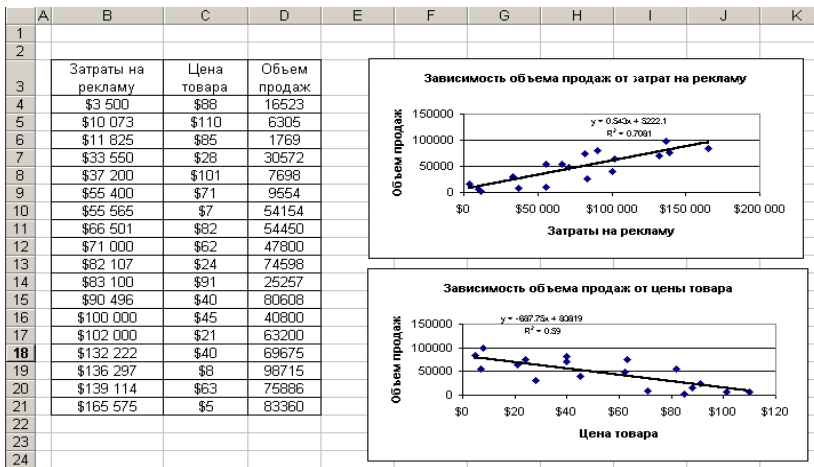 A B C D E F G H I J K
1
2
3 Затраты на рекламу Цена товара Объем продаж
4 $3 500 $88 16523
5 $10 073 $110 6305
6 $11 825 $85 1769
7 $33 550 $28 30572
8 $37 200 $101 7698
9 $55 400 $71 9554
10 $55 565 $7 54154
11 $66 501 $82 54450
12 $71 000 $62 47800
13 $82 107 $24 74598
14 $83 100 $91 25257
15 $90 496 $40 80608
16 $100 000 $45 40800
17 $102 000 $21 63200
18 $132 222 $40 69675
19 $136 297 $8 98715
20 $139 114 $63 75886
21 $165 575 $5 83360
22
23
24
Зависимость объема продаж от затрат на рекламу
y = 0.543x + 5222.1
R² = 0.7081
Объем продаж
150000
100000
50000
0
$0 $50 000 $100 000 $150 000 $200 000
Затраты на рекламу
Зависимость объема продаж от цены товара
y = -687.75x + 83819
R² = 0.59
Объем продаж
150000
100000
50000
0
$0 $20 $40 $60 $80 $100 $120
Цена товара